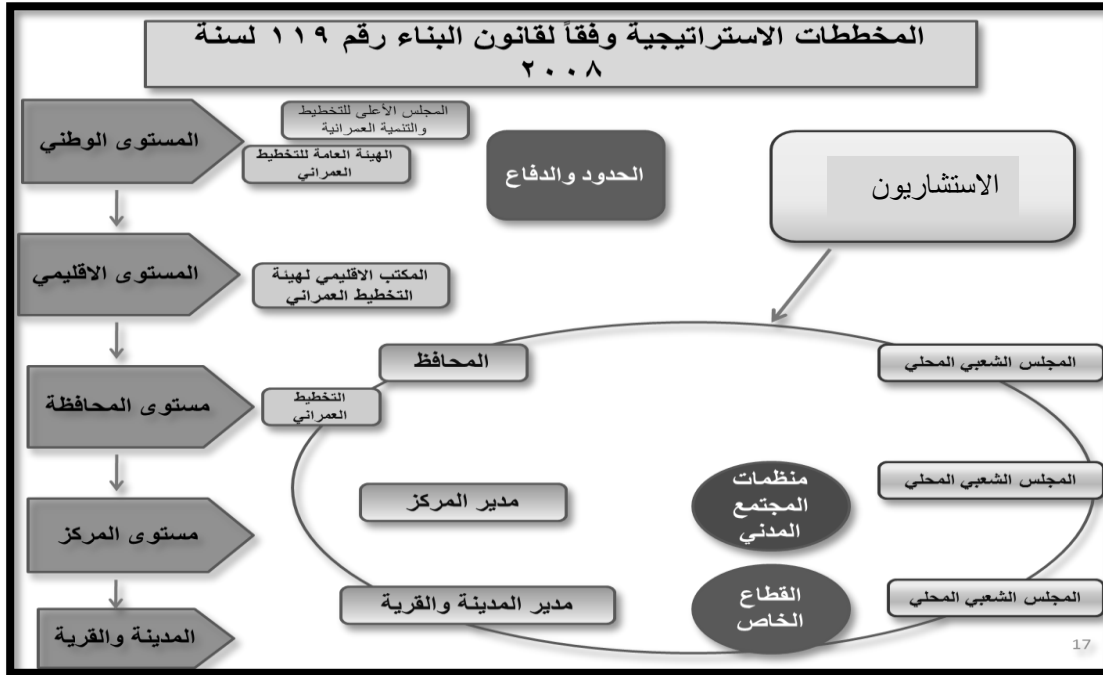 المخططات الاستراتيجية وفقاً لقانون البناء رقم ١١٩ لسنة
٢٠٠٨
المستوى الوطني
المجلس الأعلى للتخطيط
والتنمية العمرانية
الهيئة العامة للتخطيط
العمراني
الحدود والدفاع
الاستشاريون
المستوى الاقليمي
المكتب الاقليمي لهيئة
التخطيط العمراني
المحافظ
المجلس الشعبي المحلي
مستوى المحافظة
التخطيط
العمراني
مدير المركز
منظمات
المجتمع
المدني
المجلس الشعبي المحلي
مستوى المركز
مدير المدينة والقرية
القطاع
الخاص
المجلس الشعبي المحلي
المدينة والقرية
17